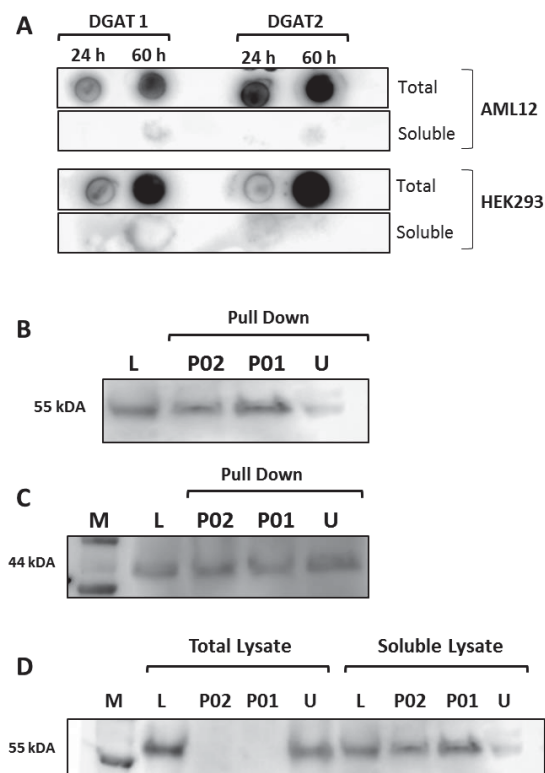 A
DGAT 1 DGAT2
24 h 60 h 24 h 60 h
Total
AML12
Soluble
Total
HEK293
Soluble
B
Pull Down
L P02 P01 U
55 kDA
C
Pull Down
M L P02 P01 U
44 kDA
D
Total Lysate Soluble Lysate
M L P02 P01 U L P02 P01 U
55 kDA